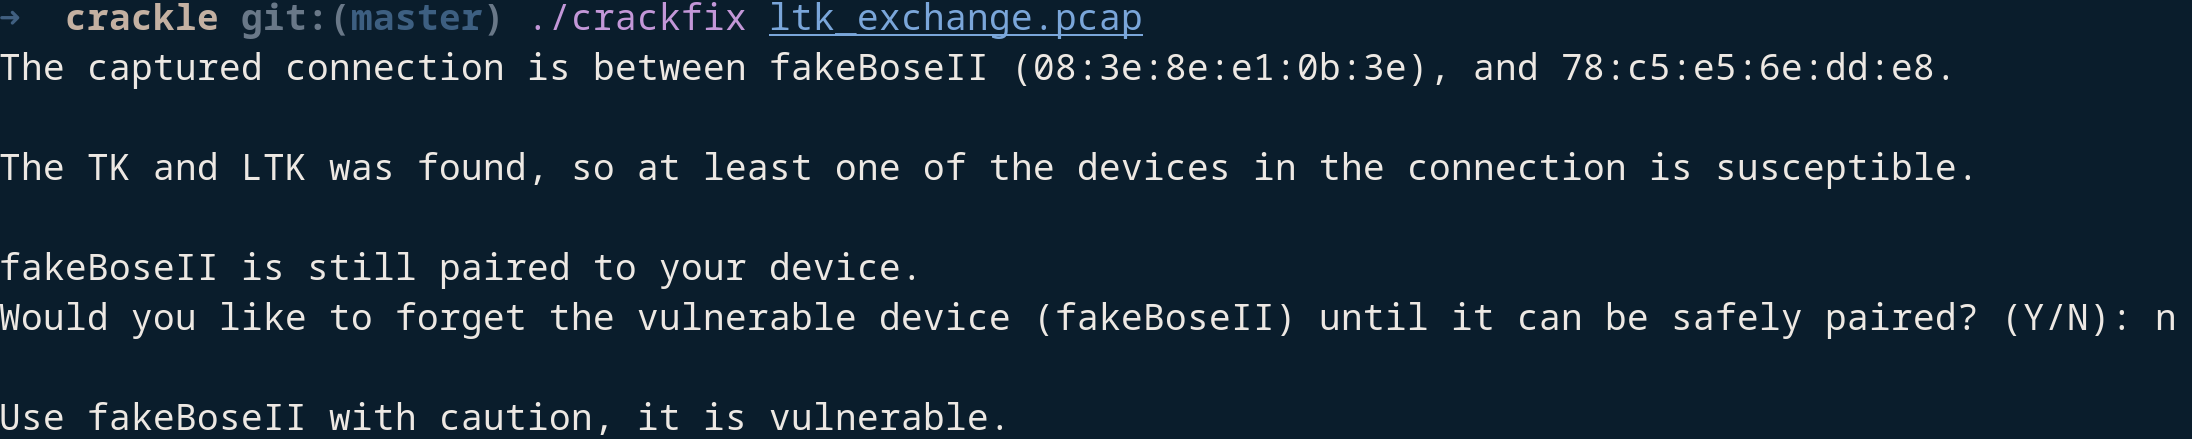 → crackle git:(master) ./crackfix ltk_exchange.pcap
The captured connection is between fakeBoseII (08:3e:8e:e1:0b:3e), and 78:c5:e5:6e:dd:e8.
The TK and LTK was found, so at least one of the devices in the connection is susceptible.
fakeBoseII is still paired to your device.
Would you like to forget the vulnerable device (fakeBoseII) until it can be safely paired? (Y/N): n
Use fakeBoseII with caution, it is vulnerable.